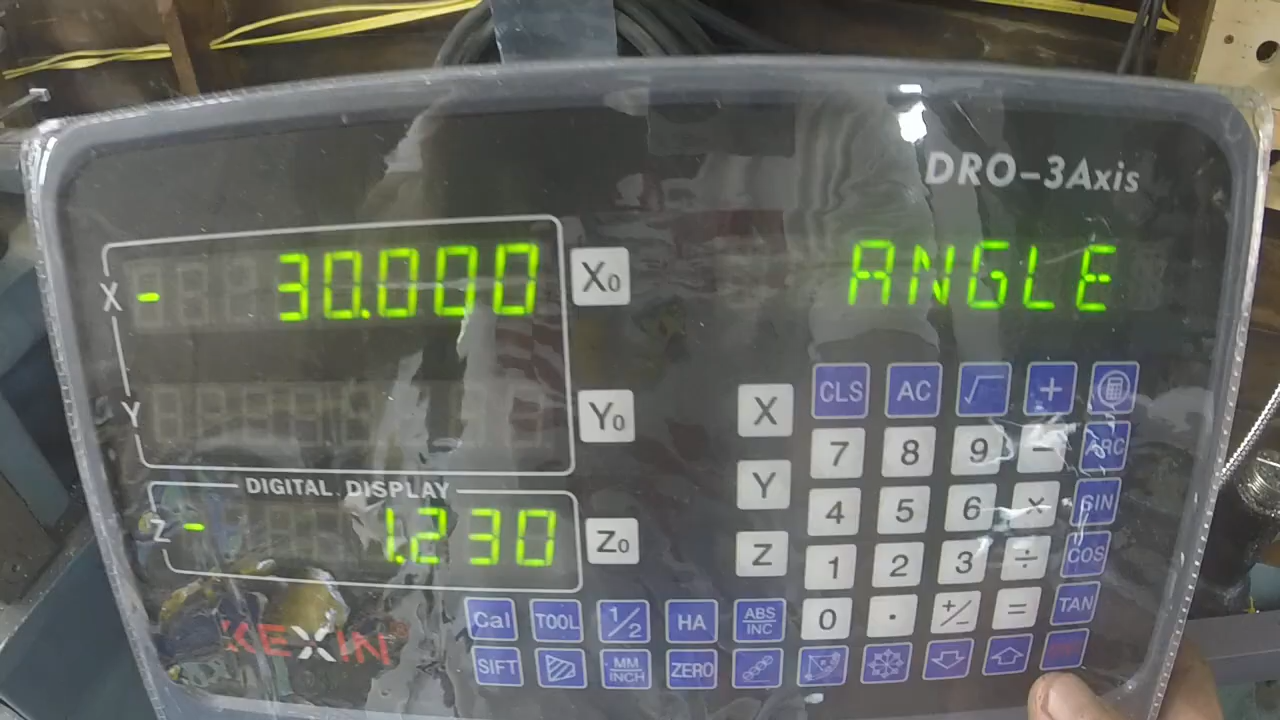 DRO-3Axis
X - 30.000 X0
ANGLE
Y Y0
DIGITAL DISPLAY
Z - 1.230 Z0
X CLS AC √ +
7 8 9 − ARC
Y 4 5 6 × SIN
Z 1 2 3 ÷ COS
0 . +/− = TAN
KEXIN
Cal TOOL 1/2 HA ABS/INC
SIFT MM/INCH ZERO